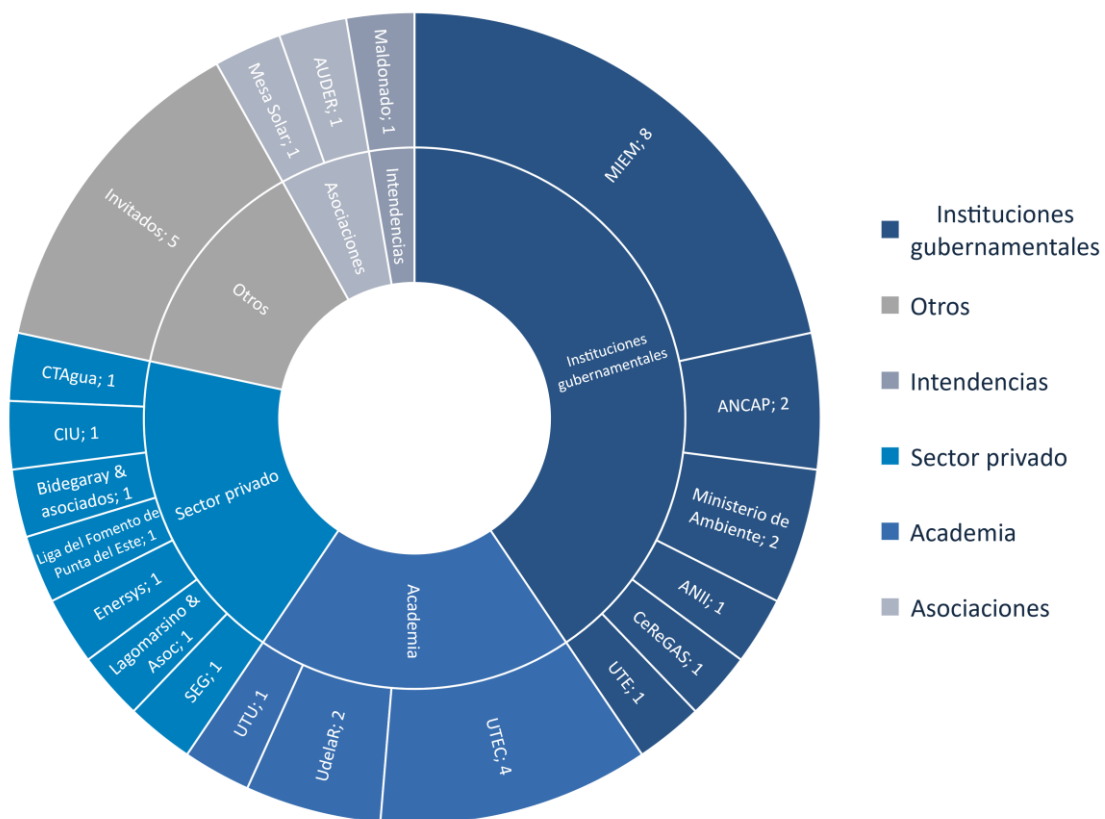 MIEM; 8
ANCAP; 2
Ministerio de
Ambiente; 2
ANII; 1
CeReGAS; 1
UTE; 1
UTEC; 4
UdelaR; 2
UTU; 1
SEG; 1
Lagomarsino &
Asoc; 1
Enersys; 1
Liga del Fomento de
Punta del Este; 1
Bidegaray &
asociados; 1
CIU; 1
CTAgua; 1
Invitados; 5
Mesa Solar; 1
AUDER; 1
Maldonado; 1
Instituciones
gubernamentales
Academia
Sector privado
Otros
Asociaciones
Intendencias
Instituciones
gubernamentales
Otros
Intendencias
Sector privado
Academia
Asociaciones